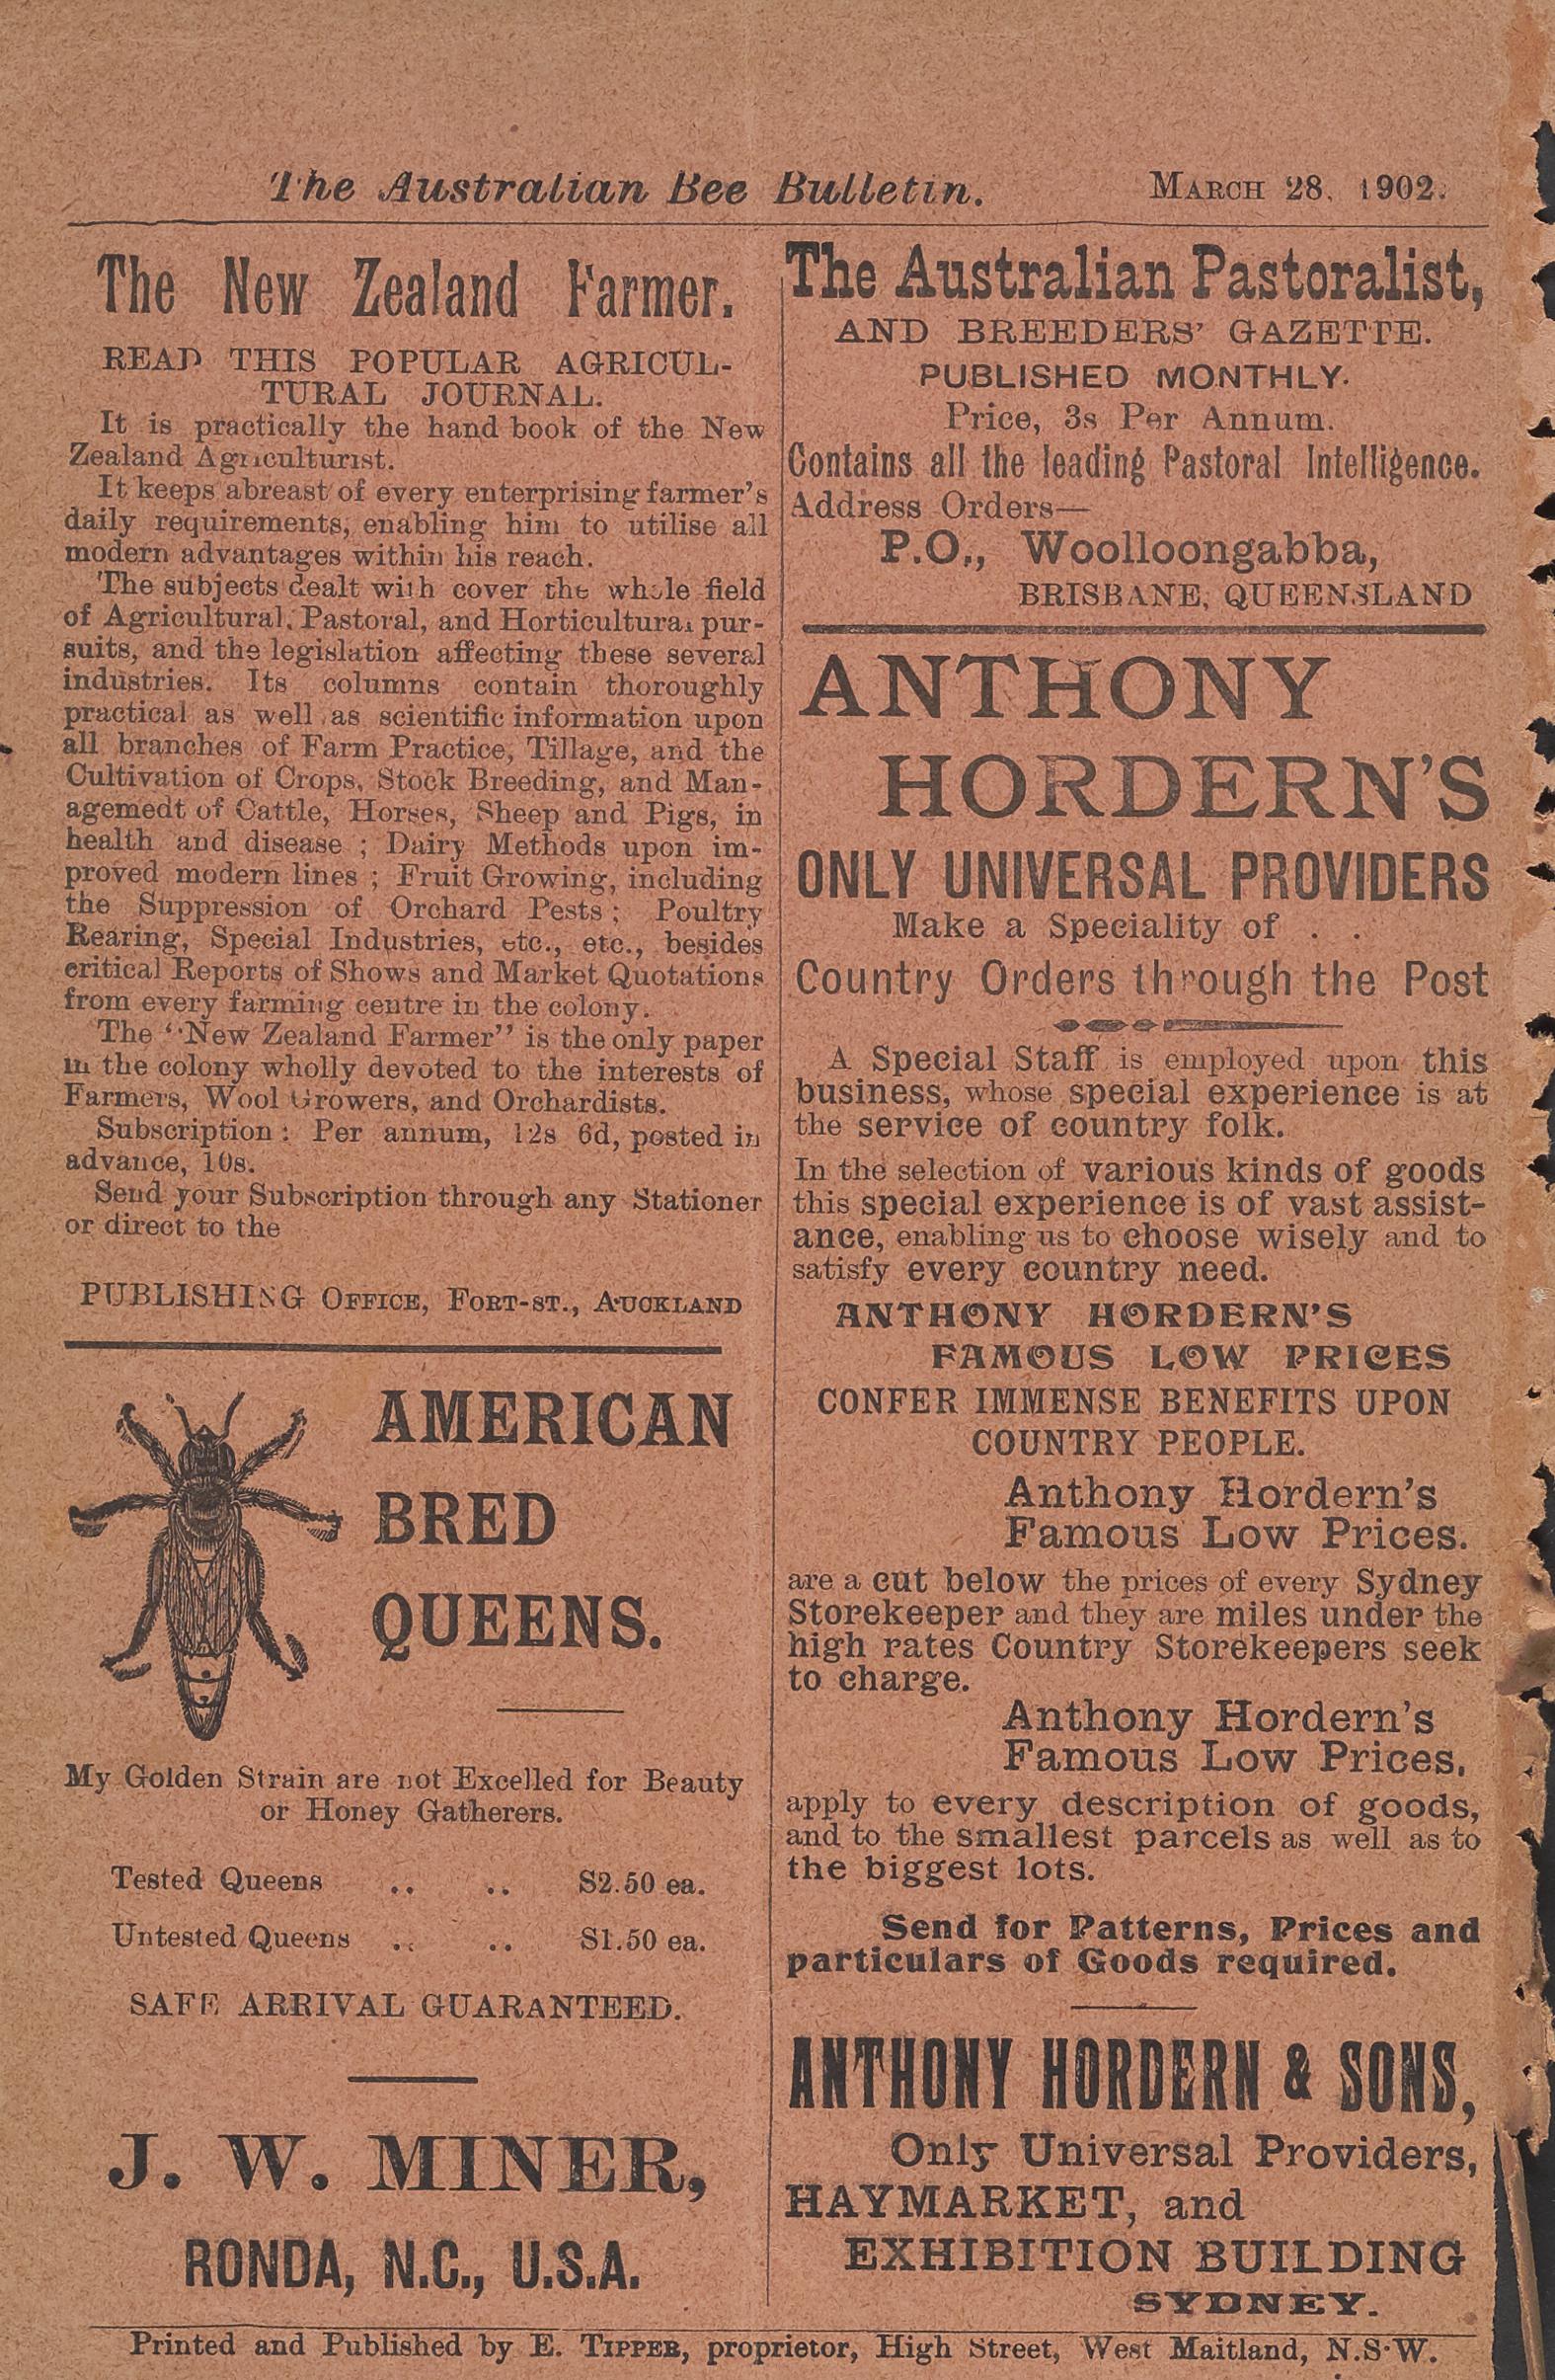 The Australian Bee Bulletin. MARCH 28, 1902.
The New Zealand Farmer.
READ THIS POPULAR AGRICUL-
TURAL JOURNAL.
It is practically the hand book of the New
Zealand Agriculturist.
It keeps abreast of every enterprising farmer's
daily requirements, enabling him to utilise all
modern advantages within his reach.
The subjects dealt with cover the whole field
of Agricultural, Pastoral, and Horticultural pur-
suits, and the legislation affecting these several
industries. Its columns contain thoroughly
practical as well as scientific information upon
all branches of Farm Practice, Tillage, and the
Cultivation of Crops, Stock Breeding, and Man-
agemedt of Cattle, Horses, Sheep and Pigs, in
health and disease ; Dairy Methods upon im-
proved modern lines ; Fruit Growing, including
the Suppression of Orchard Pests ; Poultry
Rearing, Special Industries, etc., etc., besides
critical Reports of Shows and Market Quotations
from every farming centre in the colony.
The "New Zealand Farmer" is the only paper
in the colony wholly devoted to the interests of
Farmers, Wool Growers, and Orchardists.
Subscription : Per annum, 12s 6d, posted in
advance, 10s.
Send your Subscription through any Stationer
or direct to the
PUBLISHING OFFICE, FORT-ST., AUCKLAND
AMERICAN
BRED
QUEENS.
My Golden Strain are not Excelled for Beauty
or Honey Gatherers.
Tested Queens .. .. S2.50 ea.
Untested Queens .. .. S1.50 ea.
SAFE ARRIVAL GUARANTEED.
J. W. MINER,
RONDA, N.C., U.S.A.
The Australian Pastoralist,
AND BREEDERS' GAZETTE.
PUBLISHED MONTHLY.
Price, 3s Per Annum.
Contains all the leading Pastoral Intelligence.
Address Orders—
P.O., Woolloongabba,
BRISBANE, QUEENSLAND
ANTHONY
HORDERN'S
ONLY UNIVERSAL PROVIDERS
Make a Speciality of . .
Country Orders through the Post
A Special Staff is employed upon this
business, whose special experience is at
the service of country folk.
In the selection of various kinds of goods
this special experience is of vast assist-
ance, enabling us to choose wisely and to
satisfy every country need.
ANTHONY HORDERN'S
FAMOUS LOW PRICES
CONFER IMMENSE BENEFITS UPON
COUNTRY PEOPLE.
Anthony Hordern's
Famous Low Prices.
are a cut below the prices of every Sydney
Storekeeper and they are miles under the
high rates Country Storekeepers seek
to charge.
Anthony Hordern's
Famous Low Prices,
apply to every description of goods,
and to the smallest parcels as well as to
the biggest lots.
Send for Patterns, Prices and
particulars of Goods required.
ANTHONY HORDERN & SONS,
Only Universal Providers,
HAYMARKET, and
EXHIBITION BUILDING
SYDNEY.
Printed and Published by E. TIPPER, proprietor, High Street, West Maitland, N.S.W.